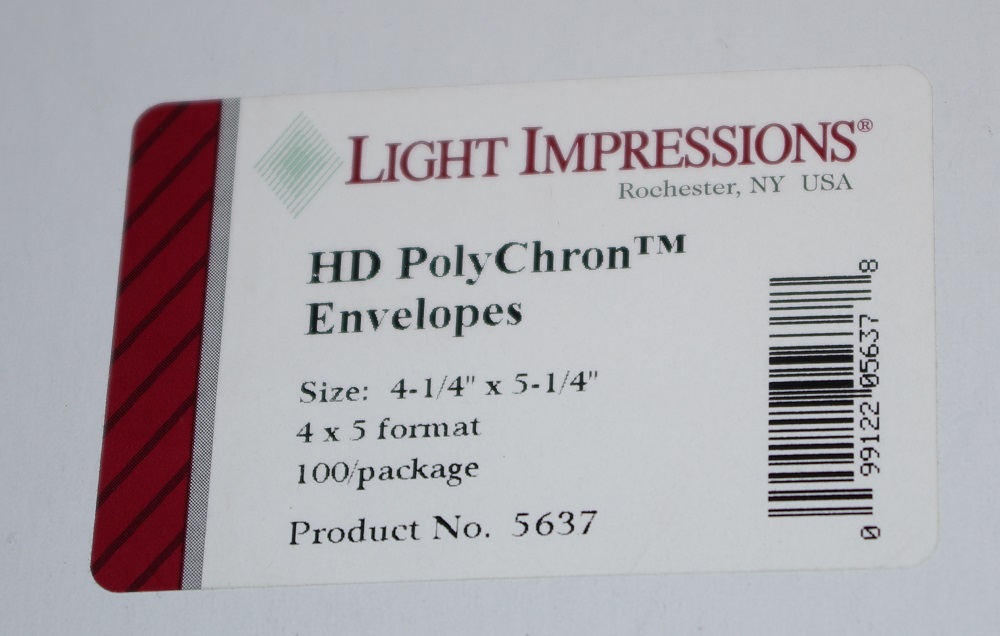 LIGHT IMPRESSIONS®
Rochester, NY USA
HD PolyChron™
Envelopes
Size: 4-1/4" x 5-1/4"
4 x 5 format
100/package
Product No. 5637
0 99122 05637 8